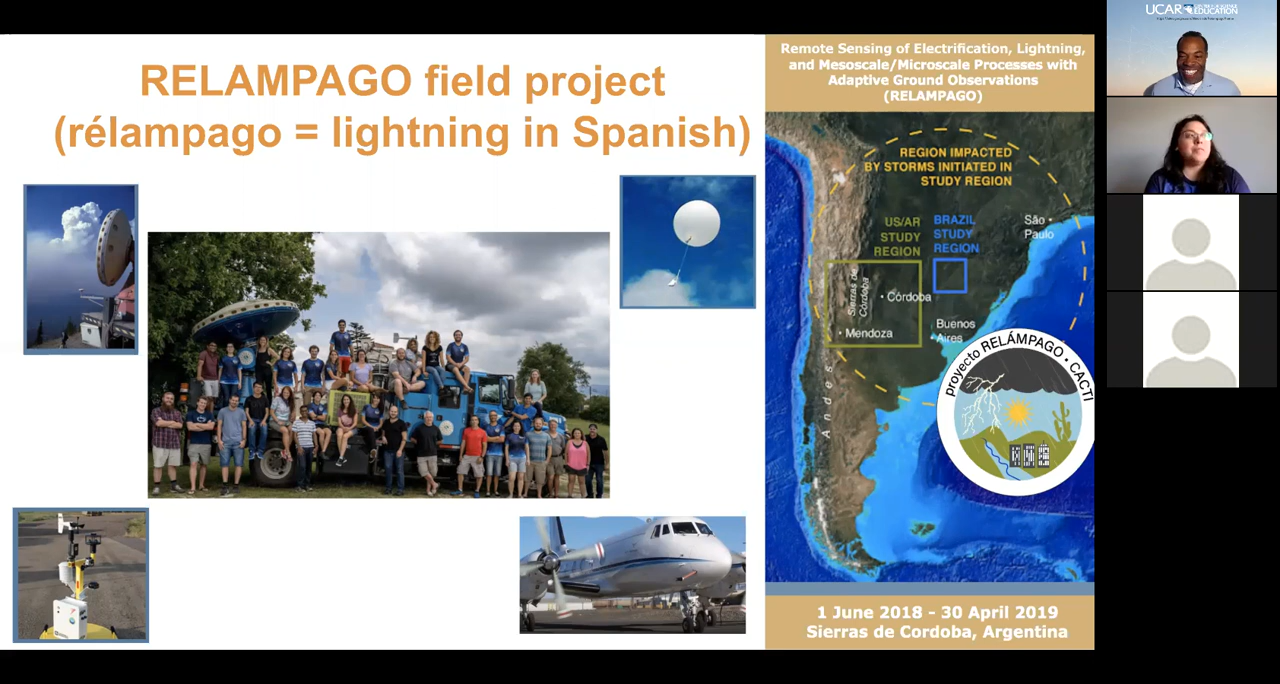 RELAMPAGO field project
(rélampago = lightning in Spanish)
Remote Sensing of Electrification, Lightning,
and Mesoscale/Microscale Processes with
Adaptive Ground Observations
(RELAMPAGO)
REGION IMPACTED
BY STORMS INITIATED IN
STUDY REGION
US/AR
STUDY
REGION
BRAZIL
STUDY
REGION
São
Paulo
Sierras de
Córdoba
Córdoba
Mendoza
Buenos
Aires
Andes
proyecto RELÁMPAGO • CACTI
1 June 2018 - 30 April 2019
Sierras de Cordoba, Argentina
UCAR
EDUCATION